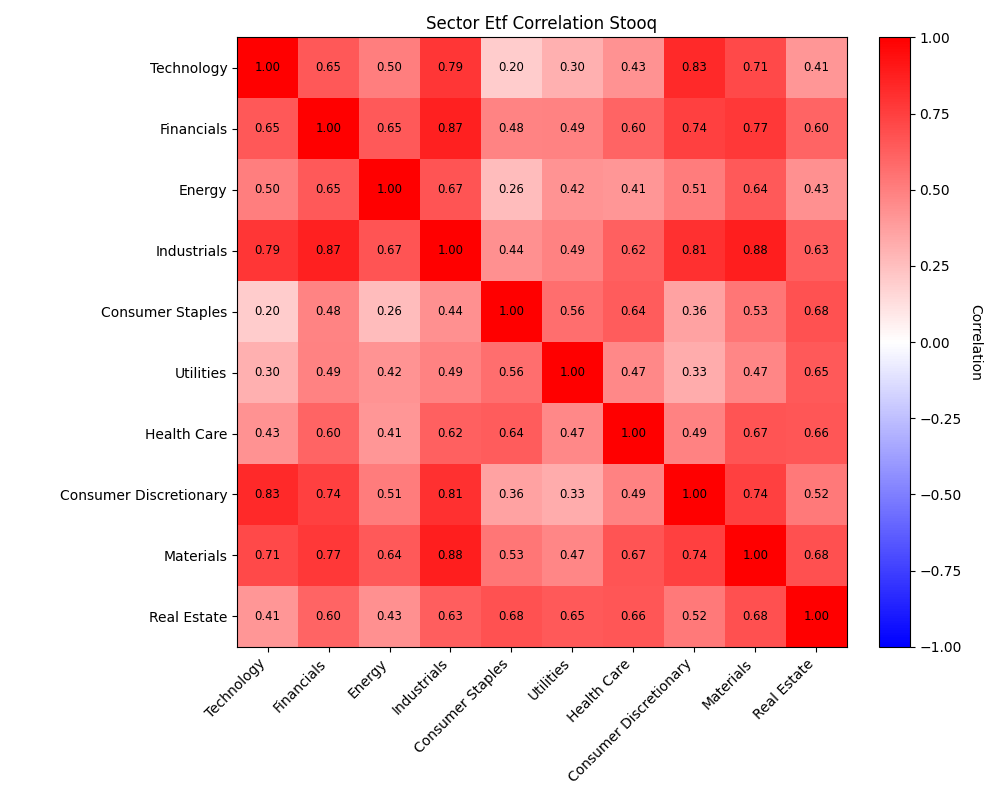 Sector Etf Correlation Stooq
Technology 1.00 0.65 0.50 0.79 0.20 0.30 0.43 0.83 0.71 0.41
Financials 0.65 1.00 0.65 0.87 0.48 0.49 0.60 0.74 0.77 0.60
Energy 0.50 0.65 1.00 0.67 0.26 0.42 0.41 0.51 0.64 0.43
Industrials 0.79 0.87 0.67 1.00 0.44 0.49 0.62 0.81 0.88 0.63
Consumer Staples 0.20 0.48 0.26 0.44 1.00 0.56 0.64 0.36 0.53 0.68
Utilities 0.30 0.49 0.42 0.49 0.56 1.00 0.47 0.33 0.47 0.65
Health Care 0.43 0.60 0.41 0.62 0.64 0.47 1.00 0.49 0.67 0.66
Consumer Discretionary 0.83 0.74 0.51 0.81 0.36 0.33 0.49 1.00 0.74 0.52
Materials 0.71 0.77 0.64 0.88 0.53 0.47 0.67 0.74 1.00 0.68
Real Estate 0.41 0.60 0.43 0.63 0.68 0.65 0.66 0.52 0.68 1.00
Technology
Financials
Energy
Industrials
Consumer Staples
Utilities
Health Care
Consumer Discretionary
Materials
Real Estate
1.00
0.75
0.50
0.25
0.00
−0.25
−0.50
−0.75
−1.00
Correlation